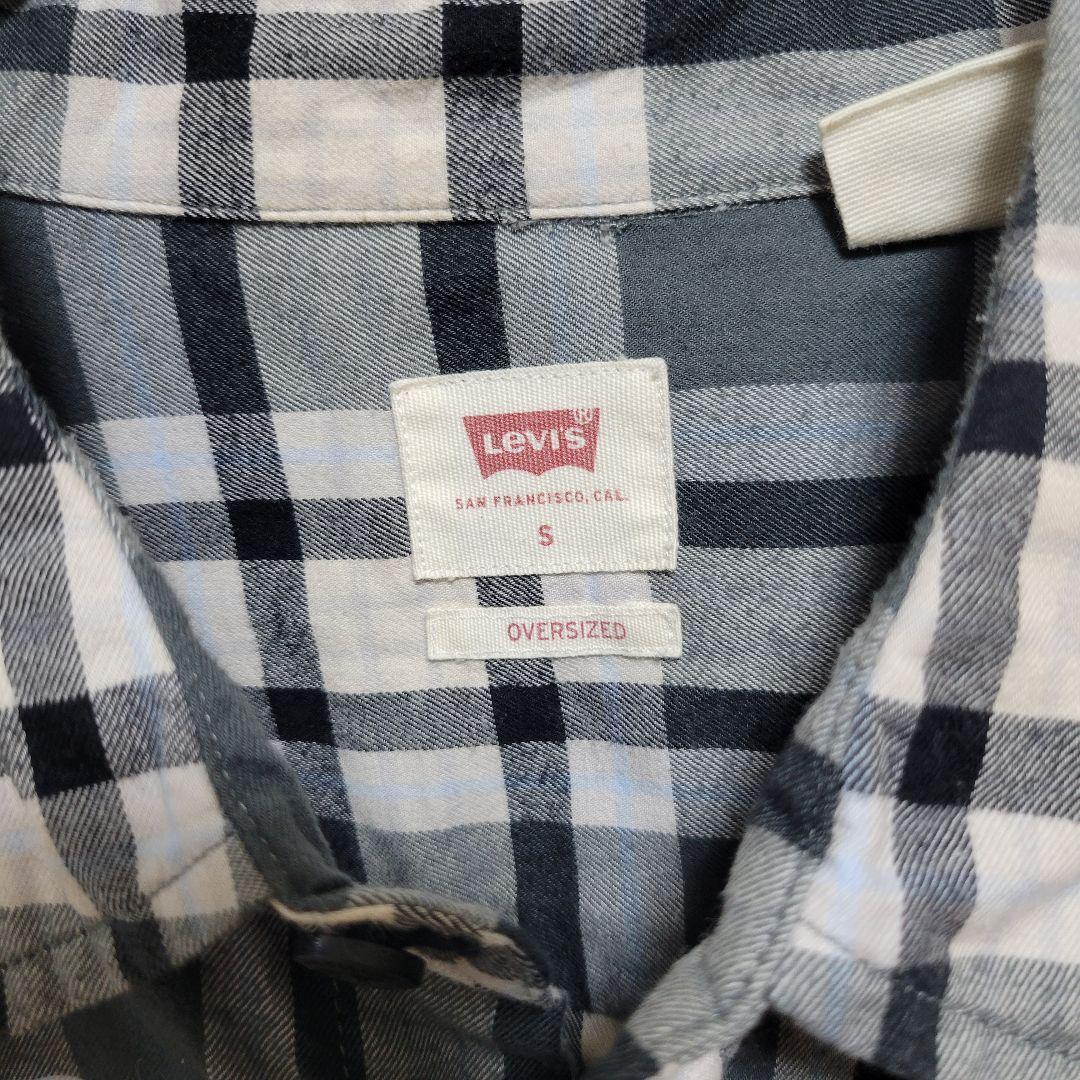 Levi's®
SAN FRANCISCO, CAL.
S
OVERSIZED